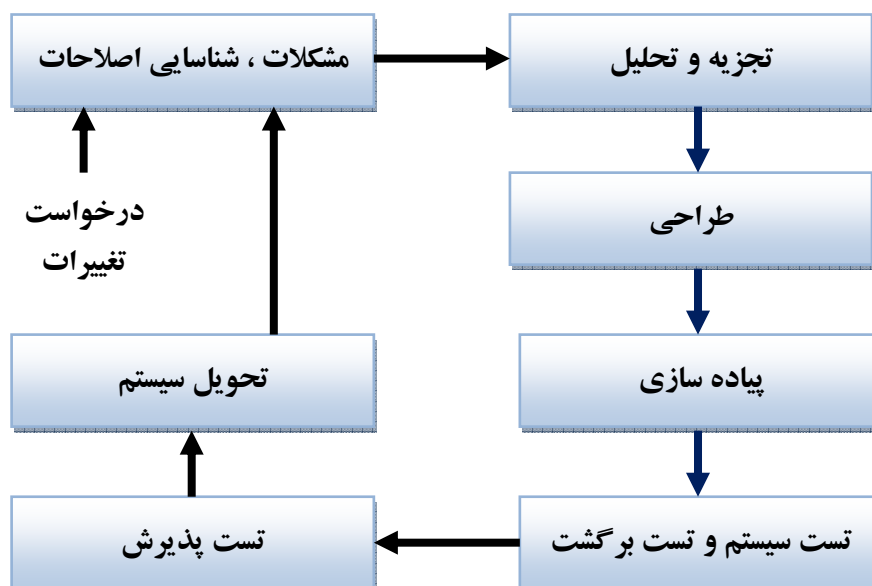 مشکلات ، شناسایی اصلاحات
تجزیه و تحلیل
طراحی
درخواست
تغییرات
پیاده سازی
تحویل سیستم
تست سیستم و تست برگشت
تست پذیرش